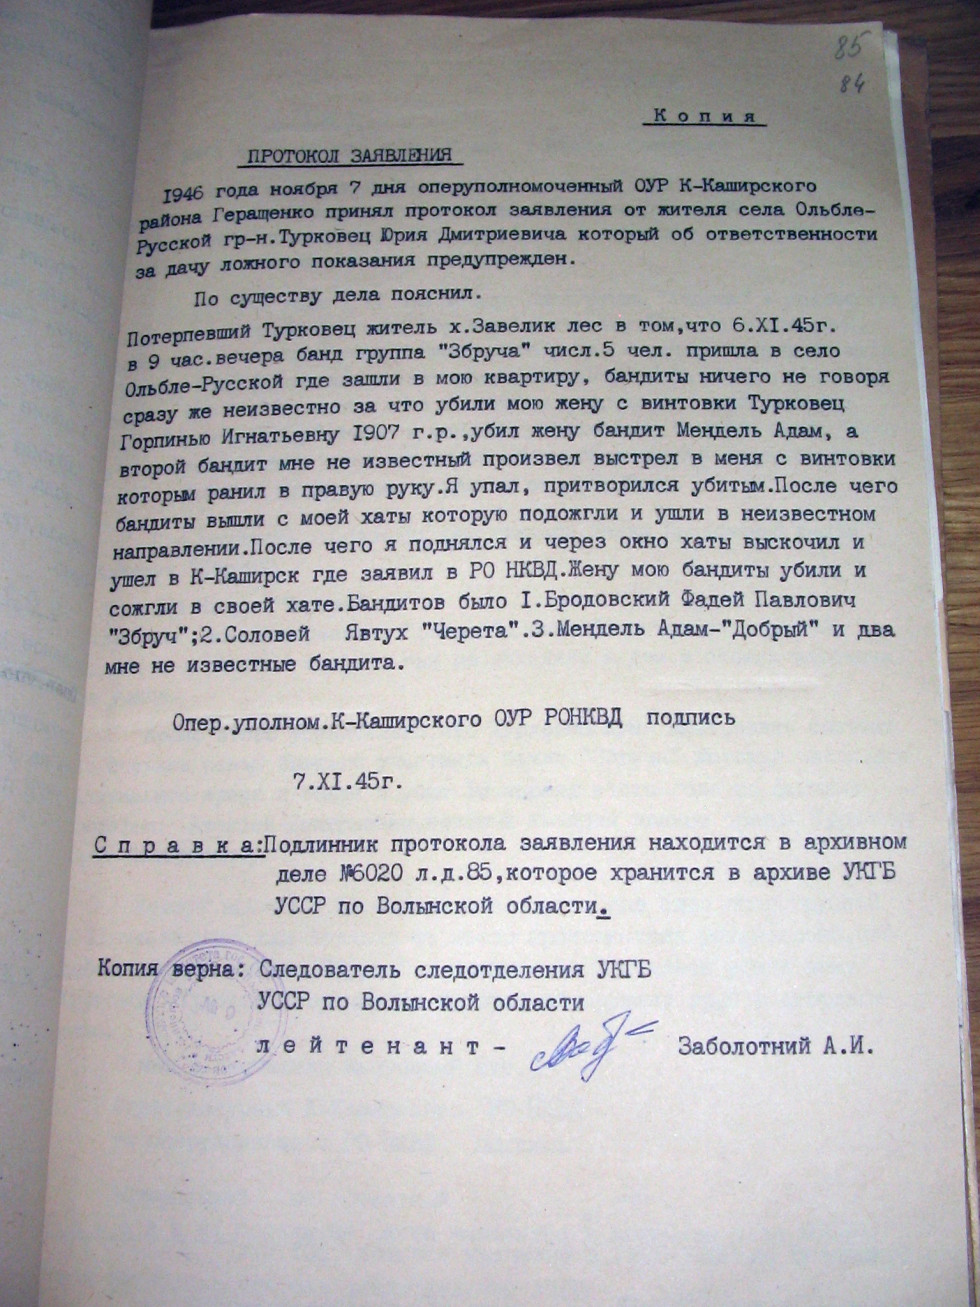 85
84
К о п и я
ПРОТОКОЛ ЗАЯВЛЕНИЯ
1946 года ноября 7 дня оперуполномоченный ОУР К-Каширского
района Геращенко принял протокол заявления от жителя села Ольбле-
Русской гр-н.Турковец Юрия Дмитриевича который об ответственности
за дачу ложного показания предупрежден.
По существу дела пояснил.
Потерпевший Турковец житель х.Завелик лес в том,что 6.XI.45г.
в 9 час.вечера банд группа "Збруча" числ.5 чел. пришла в село
Ольбле-Русской где зашли в мою квартиру, бандиты ничего не говоря
сразу же неизвестно за что убили мою жену с винтовки Турковец
Горпинью Игнатьевну 1907 г.р.,убил жену бандит Мендель Адам, а
второй бандит мне не известный произвел выстрел в меня с винтовки
которым ранил в правую руку.Я упал, притворился убитым.После чего
бандиты вышли с моей хаты которую подожгли и ушли в неизвестном
направлении.После чего я поднялся и через окно хаты выскочил и
ушел в К-Каширск где заявил в РО НКВД.Жену мою бандиты убили и
сожгли в своей хате.Бандитов было I.Бродовский Фадей Павлович
"Збруч";2.Соловей Явтух "Черета".3.Мендель Адам-"Добрый" и два
мне не известные бандита.
Опер.уполном.К-Каширского ОУР РОНКВД подпись
7.XI.45г.
С п р а в к а:Подлинник протокола заявления находится в архивном
деле №6020 л.д.85,которое хранится в архиве УКГБ
УССР по Волынской области.
Копия верна: Следователь следотделения УКГБ
УССР по Волынской области
л е й т е н а н т - Заболотний А.И.